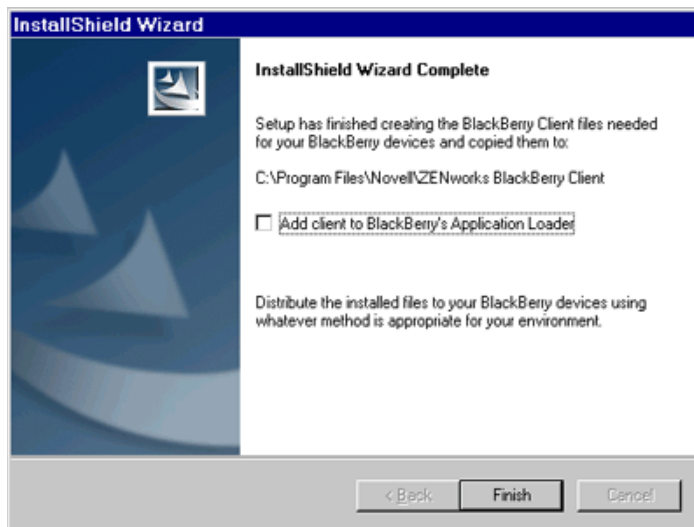 InstallShield Wizard
InstallShield Wizard Complete
Setup has finished creating the BlackBerry Client files needed
for your BlackBerry devices and copied them to:
C:\Program Files\Novell\ZENworks BlackBerry Client
Add client to BlackBerry's Application Loader
Distribute the installed files to your BlackBerry devices using
whatever method is appropriate for your environment.
< Back
Finish
Cancel